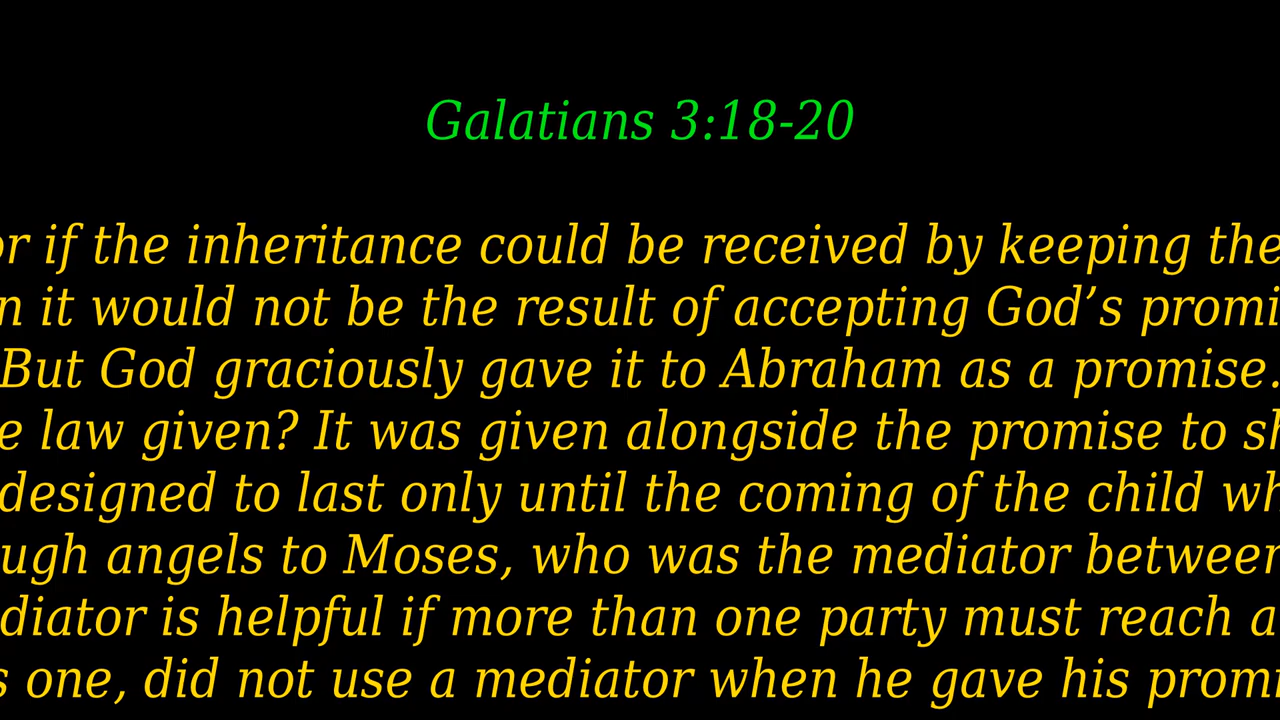 Galatians 3:18-20
or if the inheritance could be received by keeping the
n it would not be the result of accepting God’s promi
But God graciously gave it to Abraham as a promise.
e law given? It was given alongside the promise to sh
designed to last only until the coming of the child wh
ugh angels to Moses, who was the mediator between
diator is helpful if more than one party must reach a
s one, did not use a mediator when he gave his promi